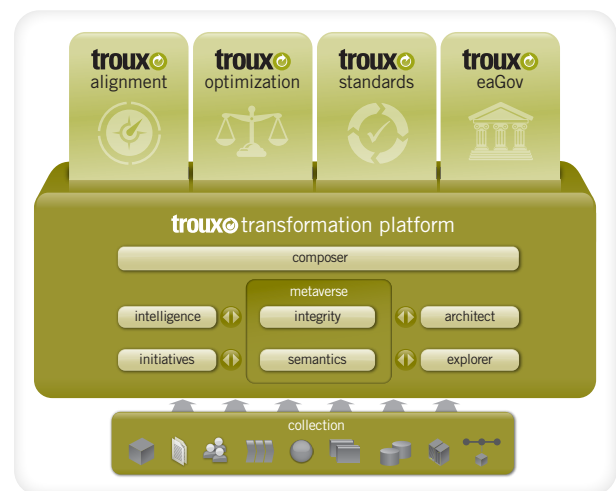 troux troux troux troux
alignment optimization standards eaGov
troux transformation platform
composer
metaverse
intelligence integrity architect
initiatives semantics explorer
collection